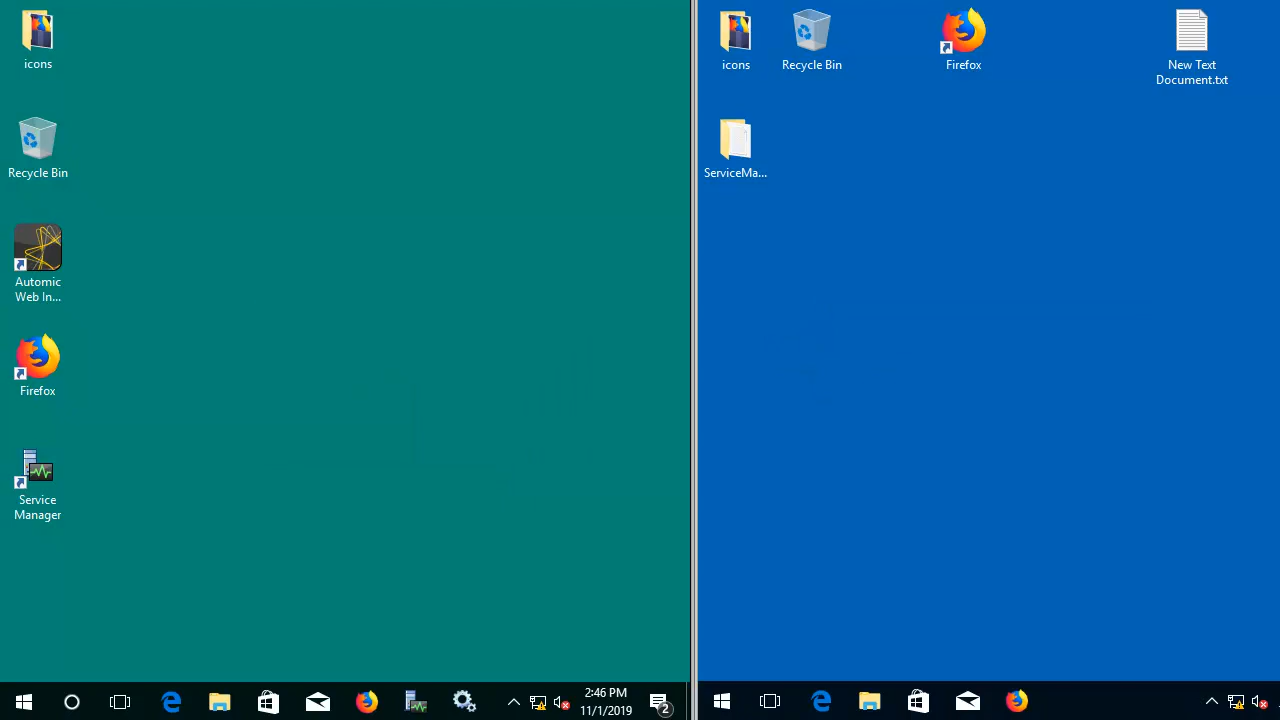 icons
Recycle Bin
Automic
Web In...
Firefox
Service
Manager
2:46 PM
11/1/2019
2
icons
Recycle Bin
Firefox
New Text
Document.txt
ServiceMa...